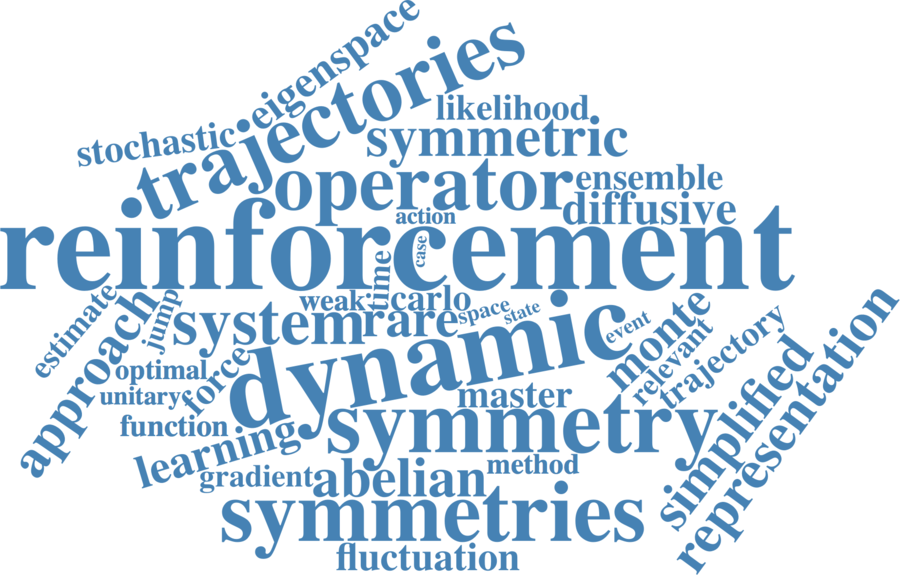 eigenspace
trajectories
stochastic
likelihood
symmetric
operator
ensemble
diffusive
action
reinforcement
case
time
weak
carlo
space
state
estimate
approach
jump
system
rare
event
monte
relevant
trajectory
dynamic
optimal
unitary
force
function
master
symmetry
simplified
representation
learning
gradient
abelian
method
symmetries
fluctuation